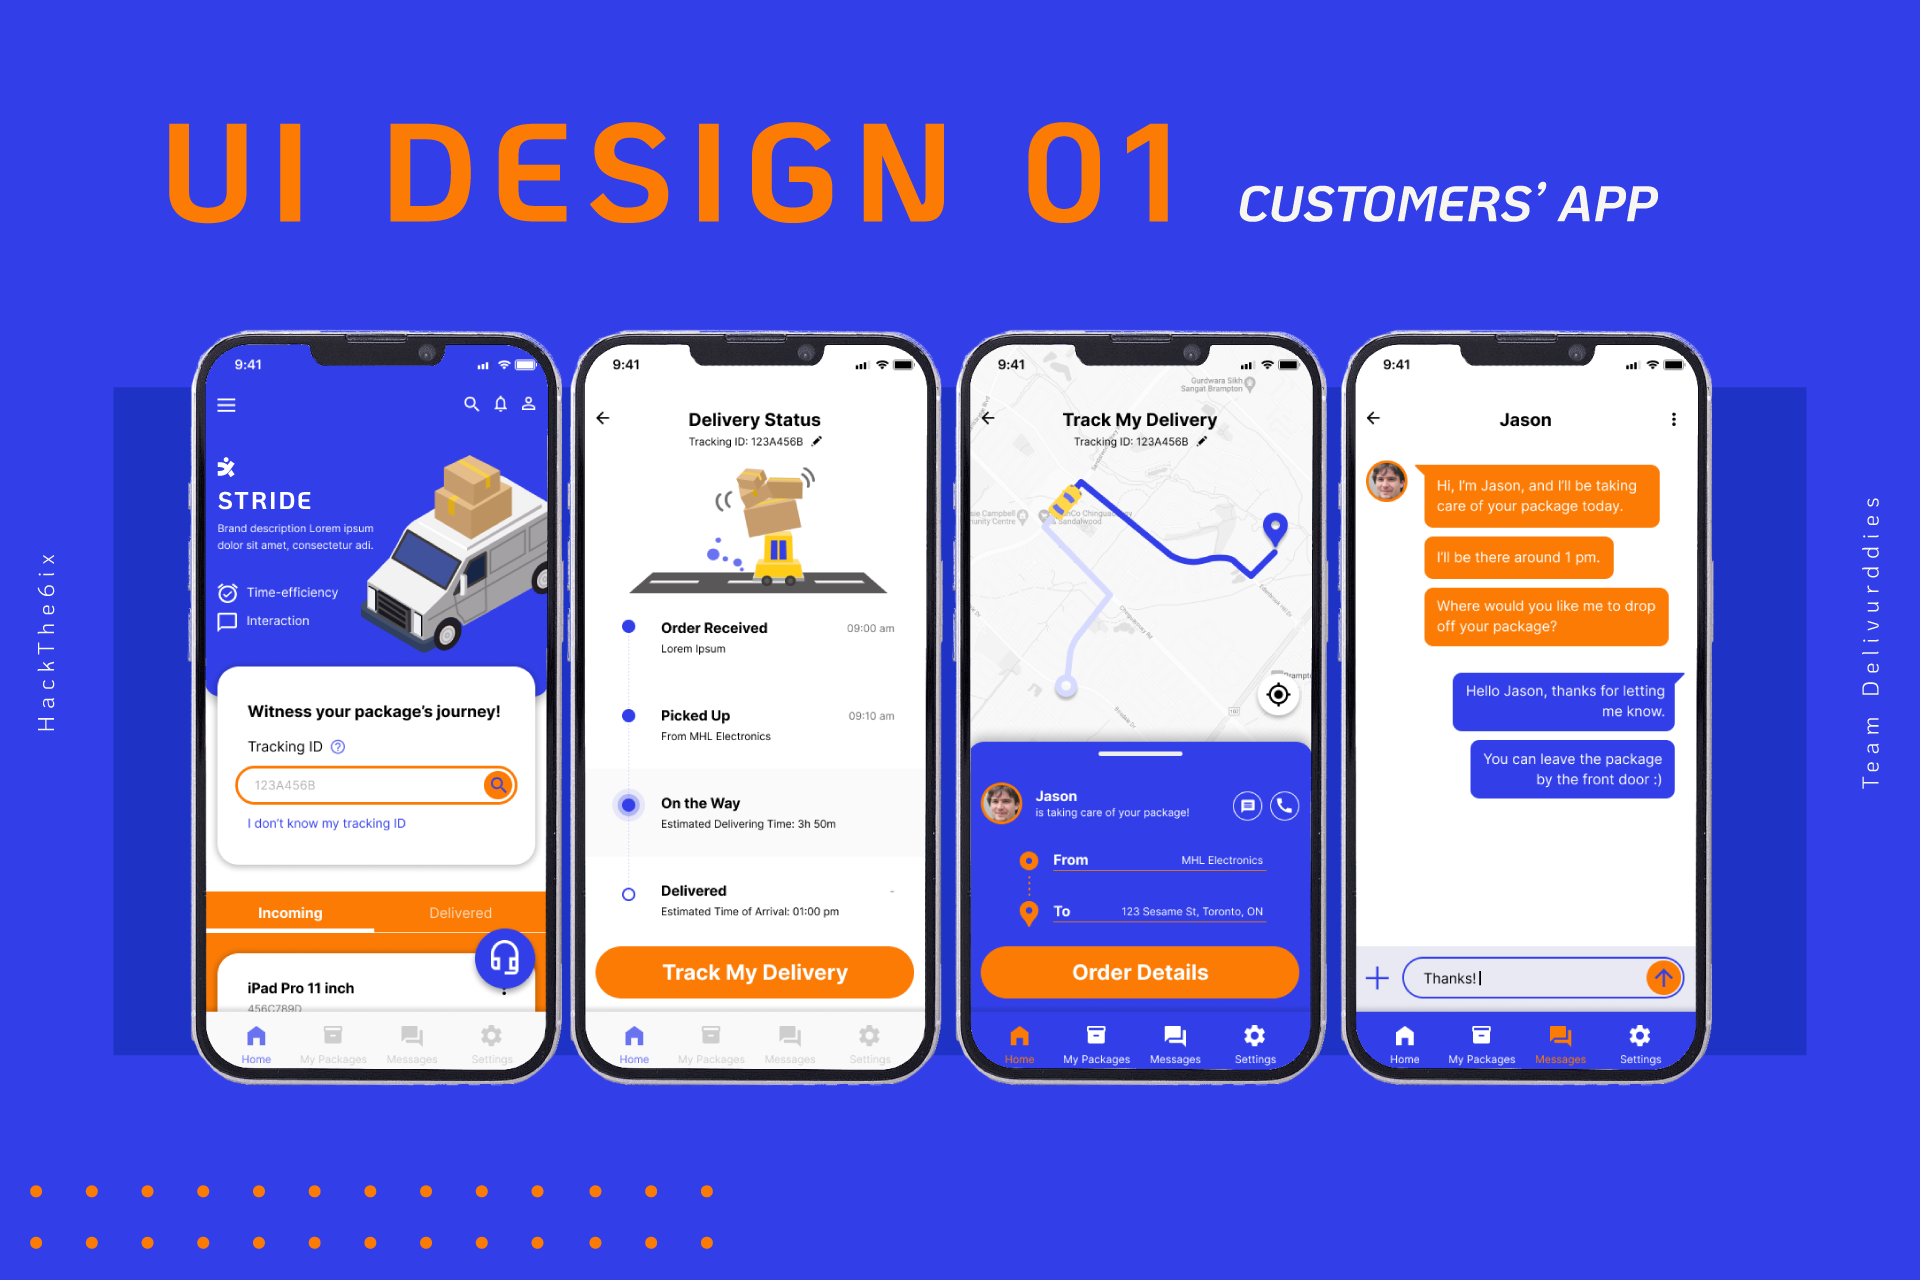 UI DESIGN 01
CUSTOMERS’ APP
HackThe6ix
Team Delivurddies
9:41
STRIDE
Brand description Lorem ipsum
dolor sit amet, consectetur adi.
Time-efficiency
Interaction
Witness your package’s journey!
Tracking ID
123A456B
I don’t know my tracking ID
Incoming
Delivered
iPad Pro 11 inch
456C789D
Home
My Packages
Messages
Settings
9:41
Delivery Status
Tracking ID: 123A456B
Order Received
09:00 am
Lorem Ipsum
Picked Up
09:10 am
From MHL Electronics
On the Way
Estimated Delivering Time: 3h 50m
Delivered
-
Estimated Time of Arrival: 01:00 pm
Track My Delivery
Home
My Packages
Messages
Settings
9:41
Gurdwara Sikh
Sangat Brampton
Track My Delivery
Tracking ID: 123A456B
Campbell
Centre
& Sandalwood
Jason
is taking care of your package!
From
MHL Electronics
To
123 Sesame St, Toronto, ON
Order Details
Home
My Packages
Messages
Settings
9:41
Jason
Hi, I’m Jason, and I’ll be taking
care of your package today.
I’ll be there around 1 pm.
Where would you like me to drop
off your package?
Hello Jason, thanks for letting
me know.
You can leave the package
by the front door :)
Thanks!
Home
My Packages
Messages
Settings